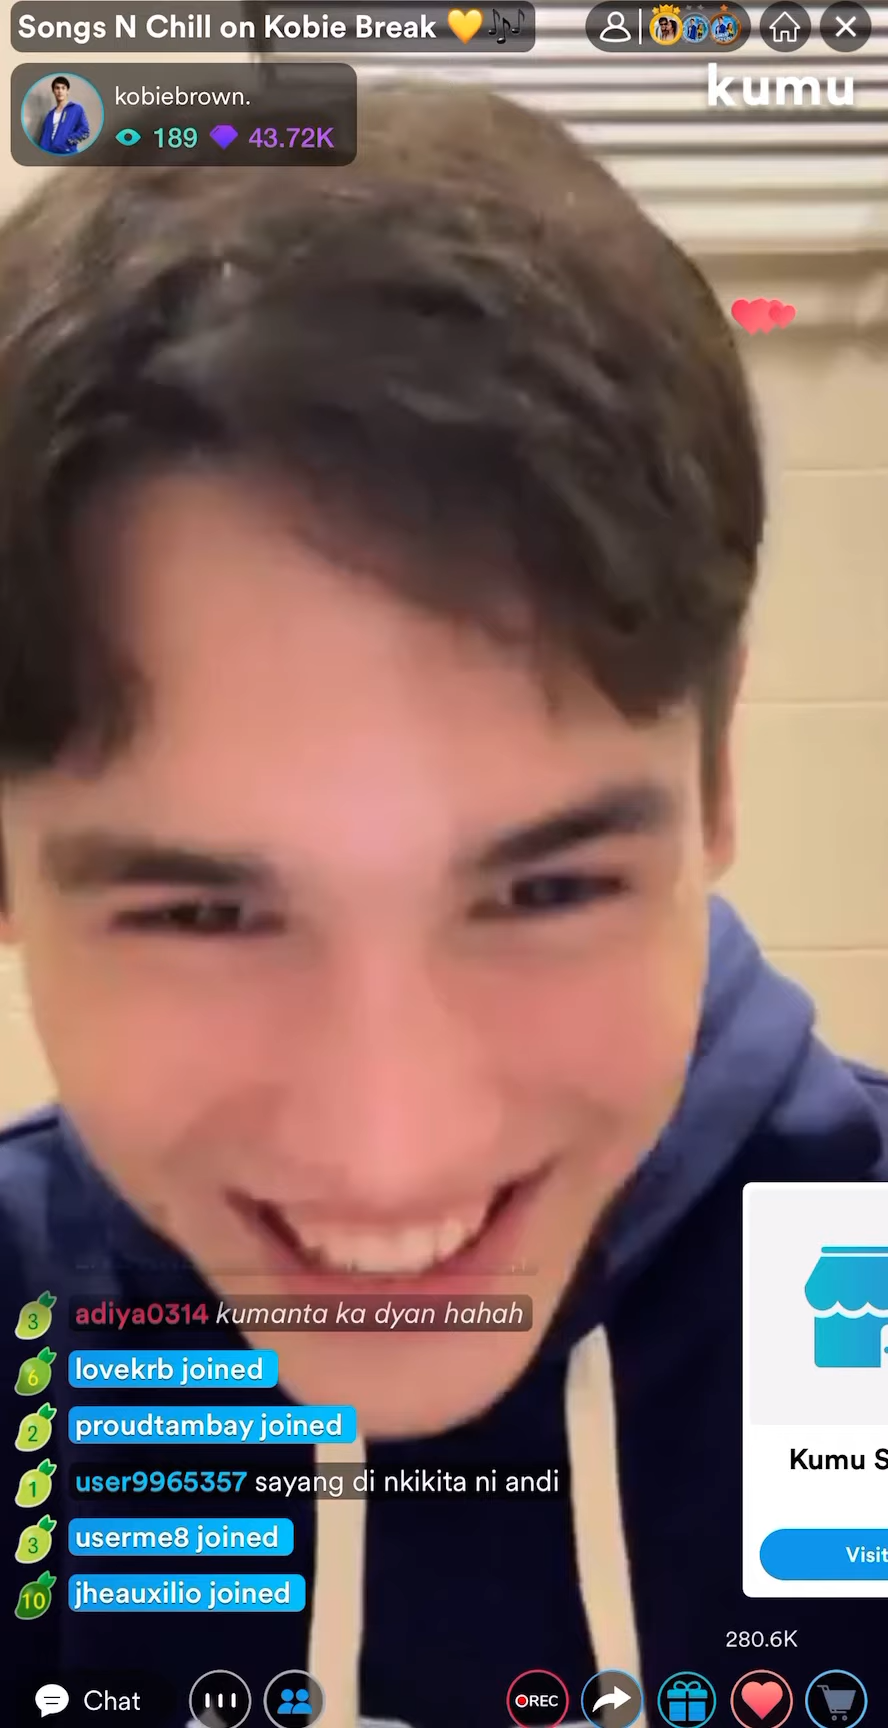 Songs N Chill on Kobie Break 💛🎶
kobiebrown.
189 43.72K
kumu
3 adiya0314 kumanta ka dyan hahah
6 lovekrb joined
2 proudtambay joined
1 user9965357 sayang di nkikita ni andi
3 userme8 joined
10 jheauxilio joined
Kumu S
Visit
280.6K
Chat
REC